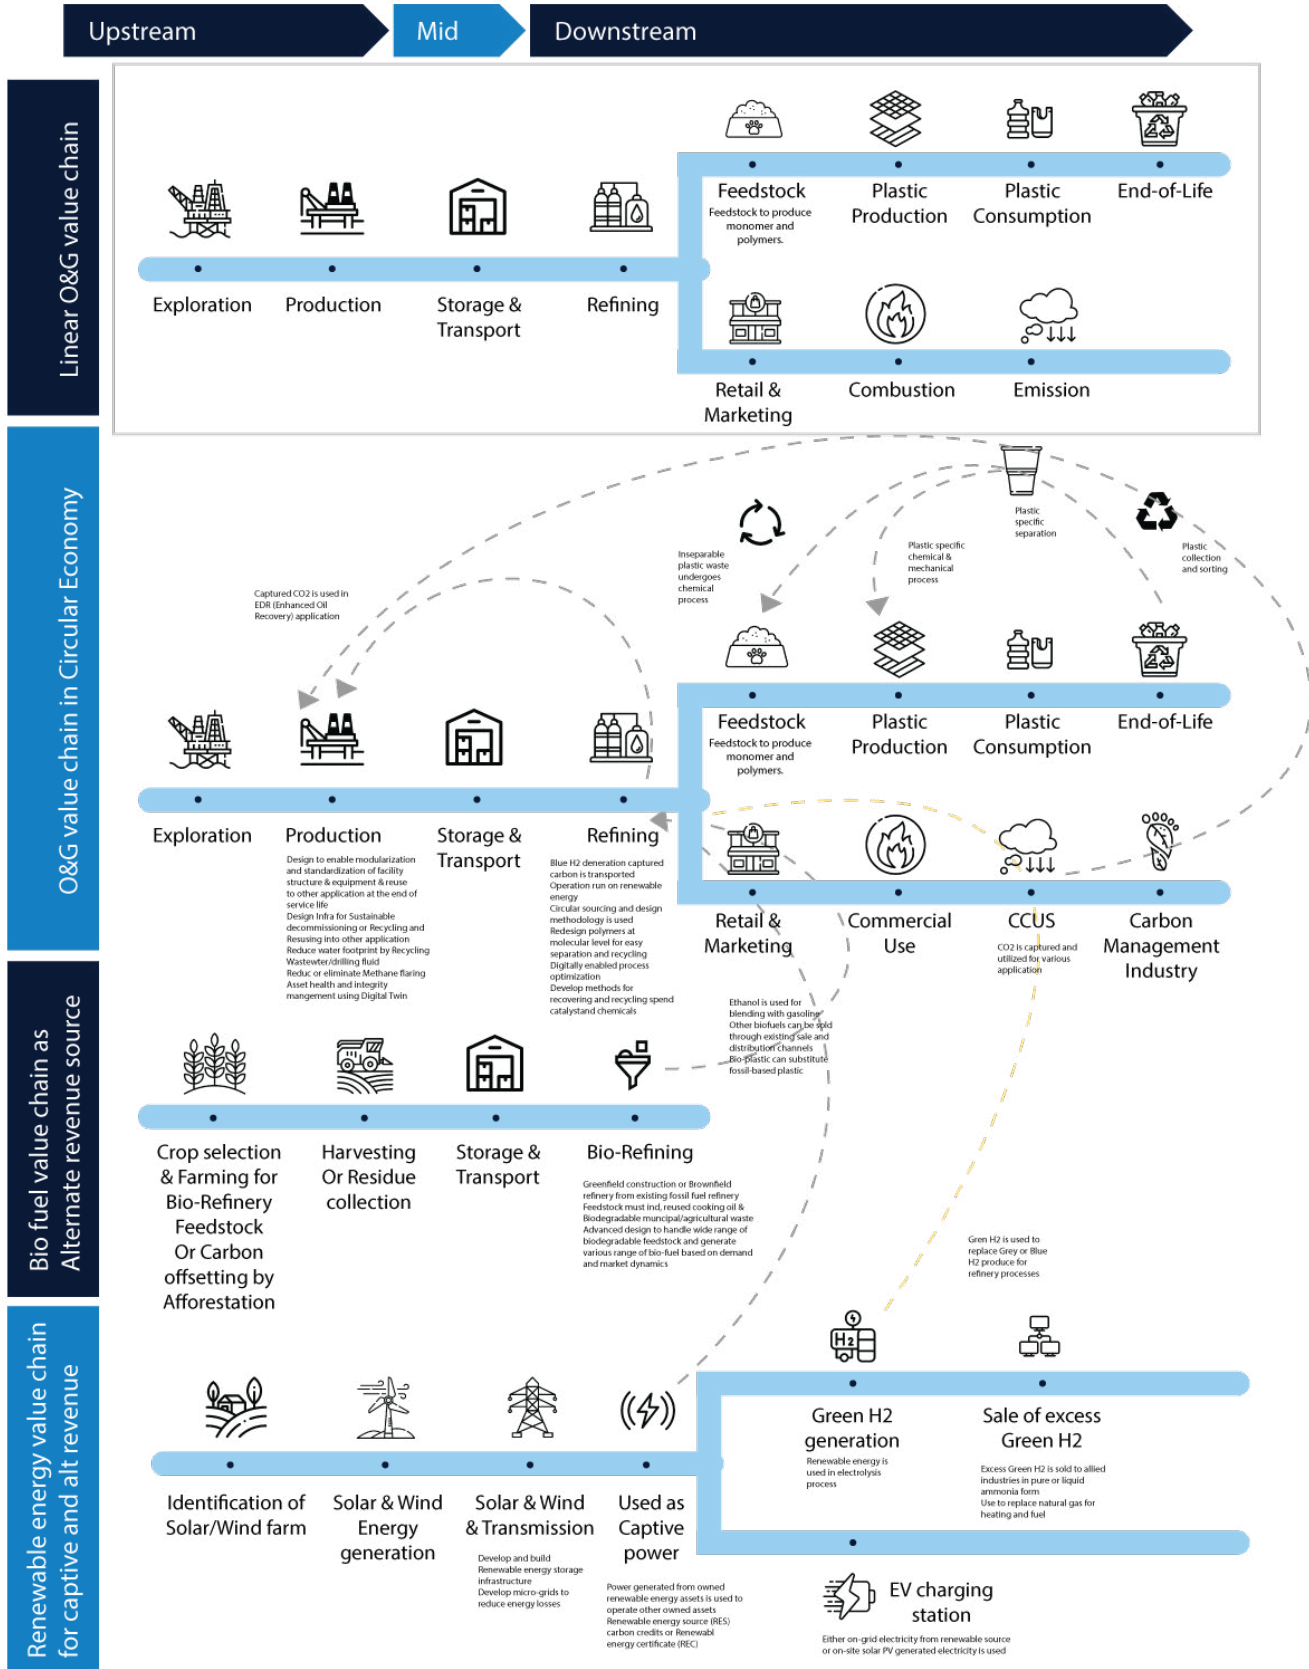 Upstream
Mid
Downstream
Linear O&G value chain
Feedstock
Feedstock to produce
monomer and
polymers.
Plastic
Production
Plastic
Consumption
End-of-Life
Exploration
Production
Storage &
Transport
Refining
Retail &
Marketing
Combustion
Emission
O&G value chain in Circular Economy
Plastic
specific
separation
Plastic
collection
and sorting
Plastic specific
chemical &
mechanical
process
Inseparable
plastic waste
undergoes
chemical
process
Captured CO2 is used in
EDR (Enhanced Oil
Recovery) application
Feedstock
Feedstock to produce
monomer and
polymers.
Plastic
Production
Plastic
Consumption
End-of-Life
Exploration
Production
Design to enable modularization
and standardization of facility
structure & equipment & reuse
to other application at the end of
service life
Design Infra for Sustainable
decommissioning or Recycling and
Resusing into other application
Reduce water footprint by Recycling
Wastewter/drilling fluid
Reduc or eliminate Methane flaring
Asset health and integrity
mangement using Digital Twin
Storage &
Transport
Refining
Blue H2 deneration captured
carbon is transported
Operation run on renewable
energy
Circular sourcing and design
methodology is used
Redesign polymers at
molecular level for easy
separation and recycling
Digitally enabled process
optimization
Develop methods for
recovering and recycling spend
catalystand chemicals
Retail &
Marketing
Commercial
Use
CCUS
CO2 is captured and
utilized for various
application
Carbon
Management
Industry
Bio fuel value chain as
Alternate revenue source
Ethanol is used for
blending with gasoline
Other biofuels can be sold
through existing sale and
distribution channels
Bio-plastic can substitute
fossil-based plastic
Crop selection
& Farming for
Bio-Refinery
Feedstock
Or Carbon
offsetting by
Afforestation
Harvesting
Or Residue
collection
Storage &
Transport
Bio-Refining
Greenfield construction or Brownfield
refinery from existing fossil fuel refinery
Feedstock must ind, reused cooking oil &
Biodegradable muncipal/agricultural waste
Advanced design to handle wide range of
biodegradable feedstock and generate
various range of bio-fuel based on demand
and market dynamics
Gren H2 is used to
replace Grey or Blue
H2 produce for
refinery processes
Renewable energy value chain
for captive and alt revenue
H2
Green H2
generation
Renewable energy is
used in electrolysis
process
Sale of excess
Green H2
Excess Green H2 is sold to allied
industries in pure or liquid
ammonia form
Use to replace natural gas for
heating and fuel
Identification of
Solar/Wind farm
Solar & Wind
Energy
generation
Solar & Wind
& Transmission
Develop and build
Renewable energy storage
infrastructure
Develop micro-grids to
reduce energy losses
Used as
Captive
power
Power generated from owned
renewable energy assets is used to
operate other owned assets
Renewable energy source (RES)
carbon credits or Renewabl
energy certificate (REC)
EV charging
station
Either on-grid electricity from renewable source
or on-site solar PV generated electricity is used